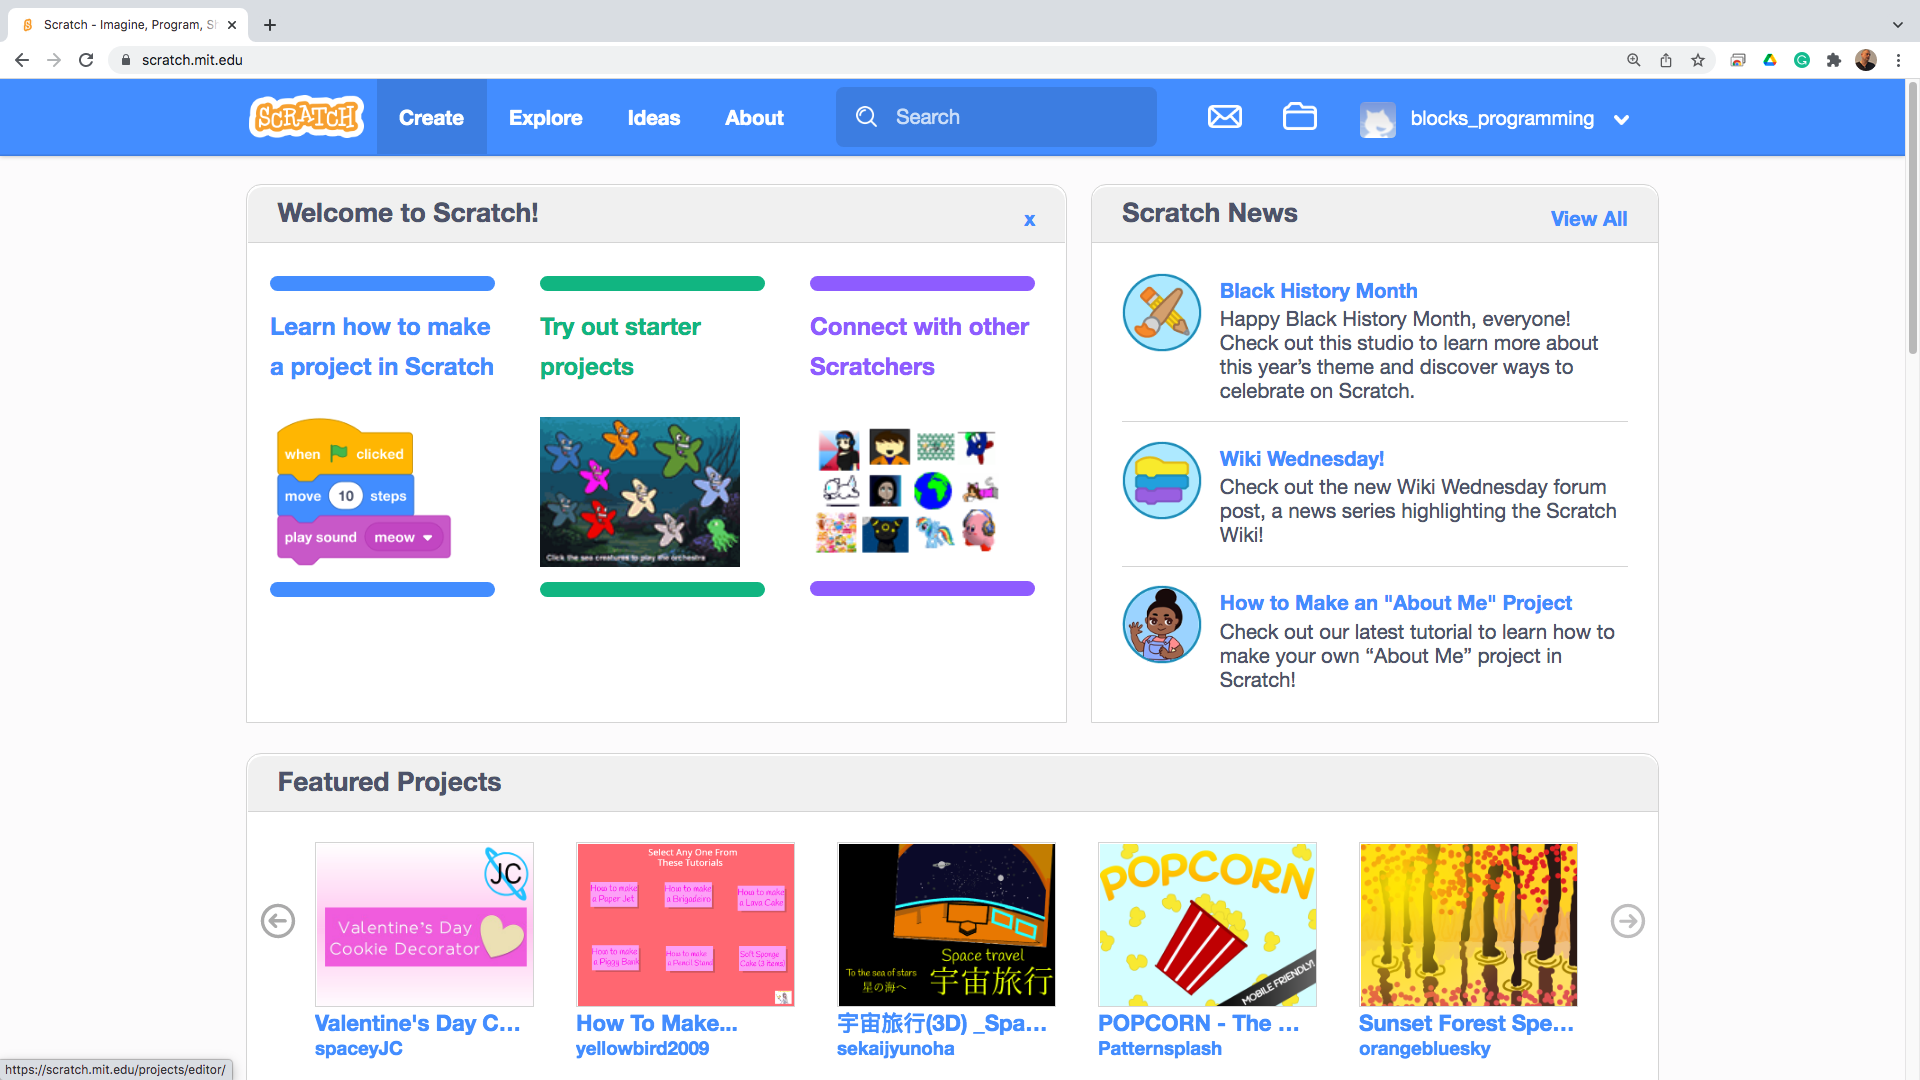 Scratch - Imagine, Program, Sh
scratch.mit.edu
SCRATCH
Create
Explore
Ideas
About
Search
blocks_programming
Welcome to Scratch!
x
Learn how to make
a project in Scratch
Try out starter
projects
Connect with other
Scratchers
when clicked
move 10 steps
play sound meow
Click the sea creatures to play the orchestra
Scratch News
View All
Black History Month
Happy Black History Month, everyone!
Check out this studio to learn more about
this year’s theme and discover ways to
celebrate on Scratch.
Wiki Wednesday!
Check out the new Wiki Wednesday forum
post, a news series highlighting the Scratch
Wiki!
How to Make an "About Me" Project
Check out our latest tutorial to learn how to
make your own “About Me” project in
Scratch!
Featured Projects
JC
Valentine's Day
Cookie Decorator
Valentine's Day C...
spaceyJC
Select Any One From
These Tutorials
How to make
a Paper Jet
How to make
a Brigadeiro
How to make
a Lava Cake
How to make
a Piggy Bank
How to make
a Pencil Stand
Soft Sponge
Cake (3 items)
How To Make...
yellowbird2009
Space travel
To the sea of stars
星の海へ
宇宙旅行
宇宙旅行(3D) _Spa...
sekaijyunoha
POPCORN
MOBILE FRIENDLY!
POPCORN - The ...
Patternsplash
Sunset Forest Spe...
orangebluesky
https://scratch.mit.edu/projects/editor/